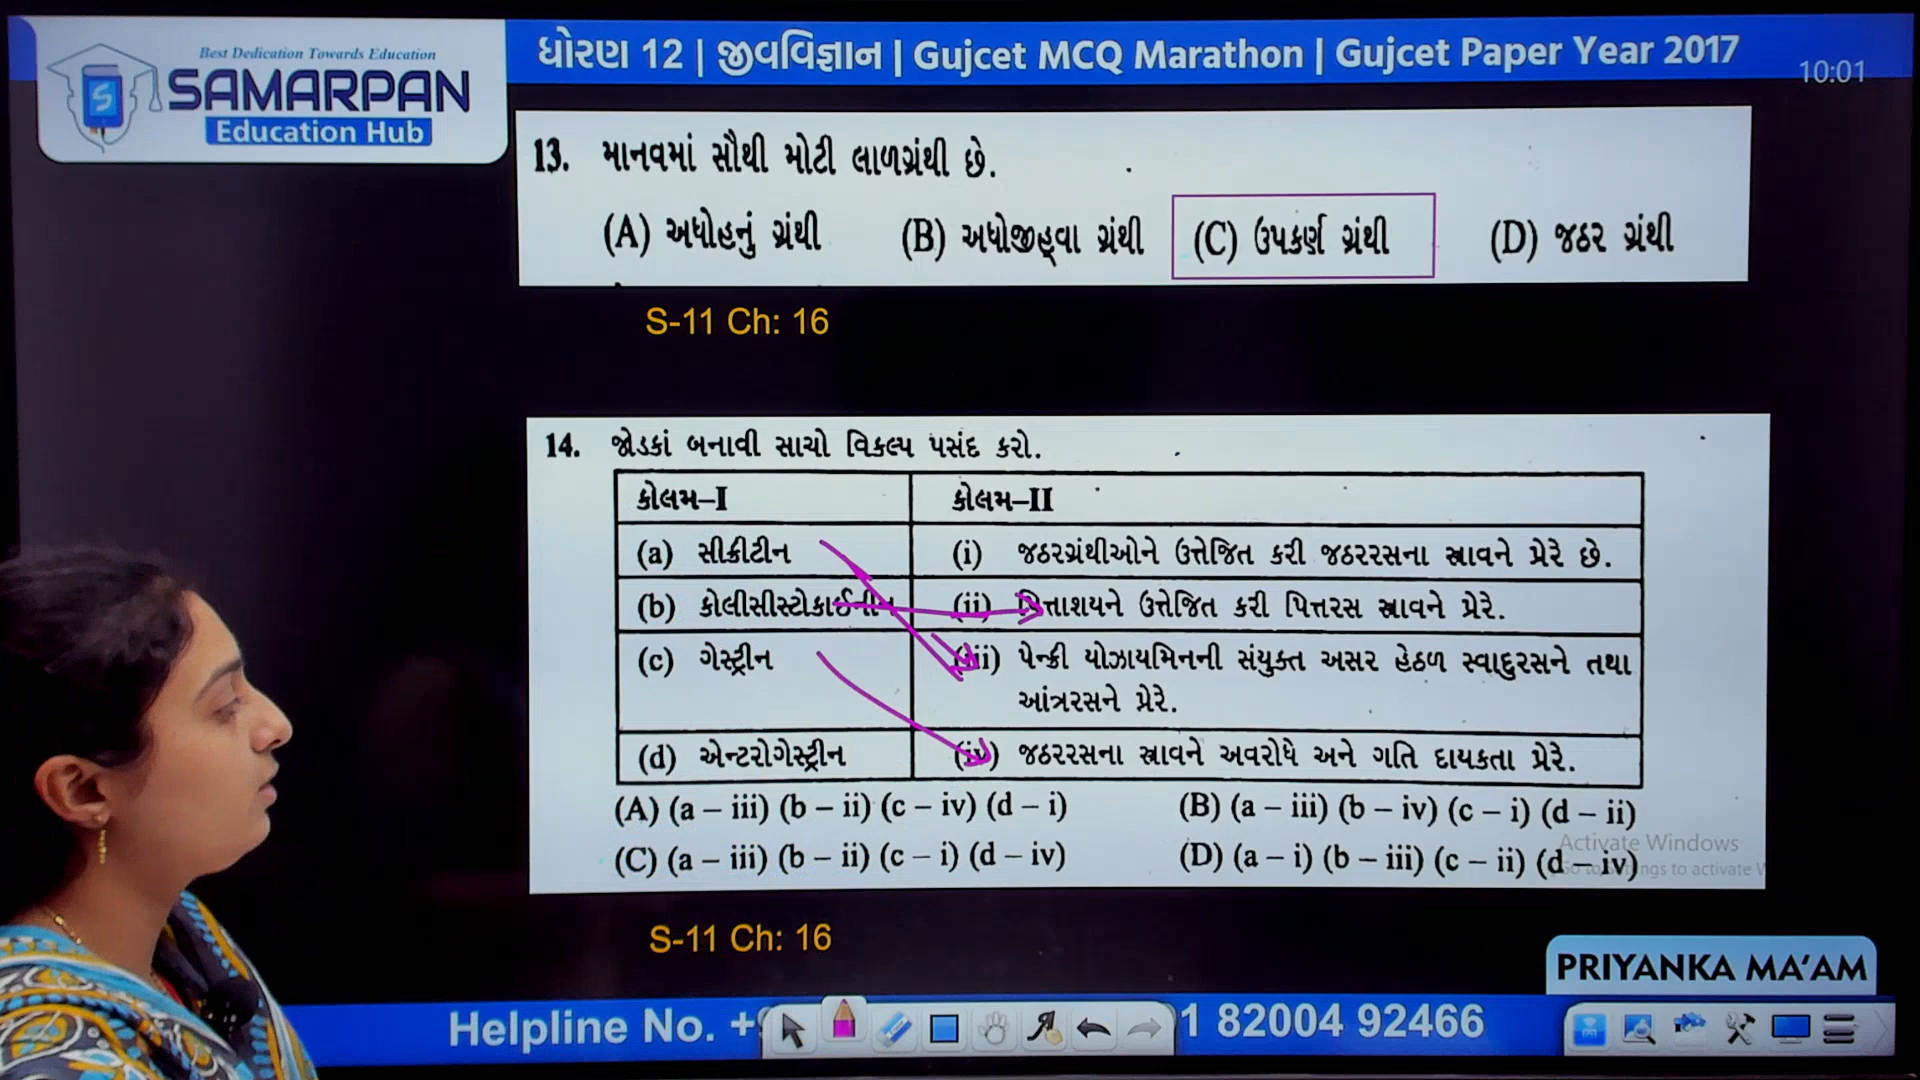 Best Dedication Towards Education
SAMARPAN
Education Hub
ધોરણ 12 | જીવવિજ્ઞાન | Gujcet MCQ Marathon | Gujcet Paper Year 2017
10:01
13. માનવમાં સૌથી મોટી લાળગ્રંથી છે.
(A) અધોહનું ગ્રંથી (B) અધોજીહ્વા ગ્રંથી (C) ઉપકર્ણ ગ્રંથી (D) જઠર ગ્રંથી
S-11 Ch: 16
14. જોડકાં બનાવી સાચો વિકલ્પ પસંદ કરો.
કોલમ–I કોલમ–II
(a) સીક્રીટીન (i) જઠરગ્રંથીઓને ઉત્તેજિત કરી જઠરરસના સ્રાવને પ્રેરે છે.
(b) કોલીસીસ્ટોકાઈનીન (ii) પિત્તાશયને ઉત્તેજિત કરી પિત્તરસ સ્રાવને પ્રેરે.
(c) ગેસ્ટ્રીન (iii) પેન્ક્રી યોઝાયમિનની સંયુક્ત અસર હેઠળ સ્વાદુરસને તથા
આંત્રરસને પ્રેરે.
(d) એન્ટરોગેસ્ટ્રીન (iv) જઠરરસના સ્રાવને અવરોધે અને ગતિ દાયકતા પ્રેરે.
(A) (a – iii) (b – ii) (c – iv) (d – i) (B) (a – iii) (b – iv) (c – i) (d – ii)
(C) (a – iii) (b – ii) (c – i) (d – iv) (D) (a – i) (b – iii) (c – ii) (d – iv)
Activate Windows
S-11 Ch: 16
PRIYANKA MA'AM
Helpline No. +9 1 82004 92466